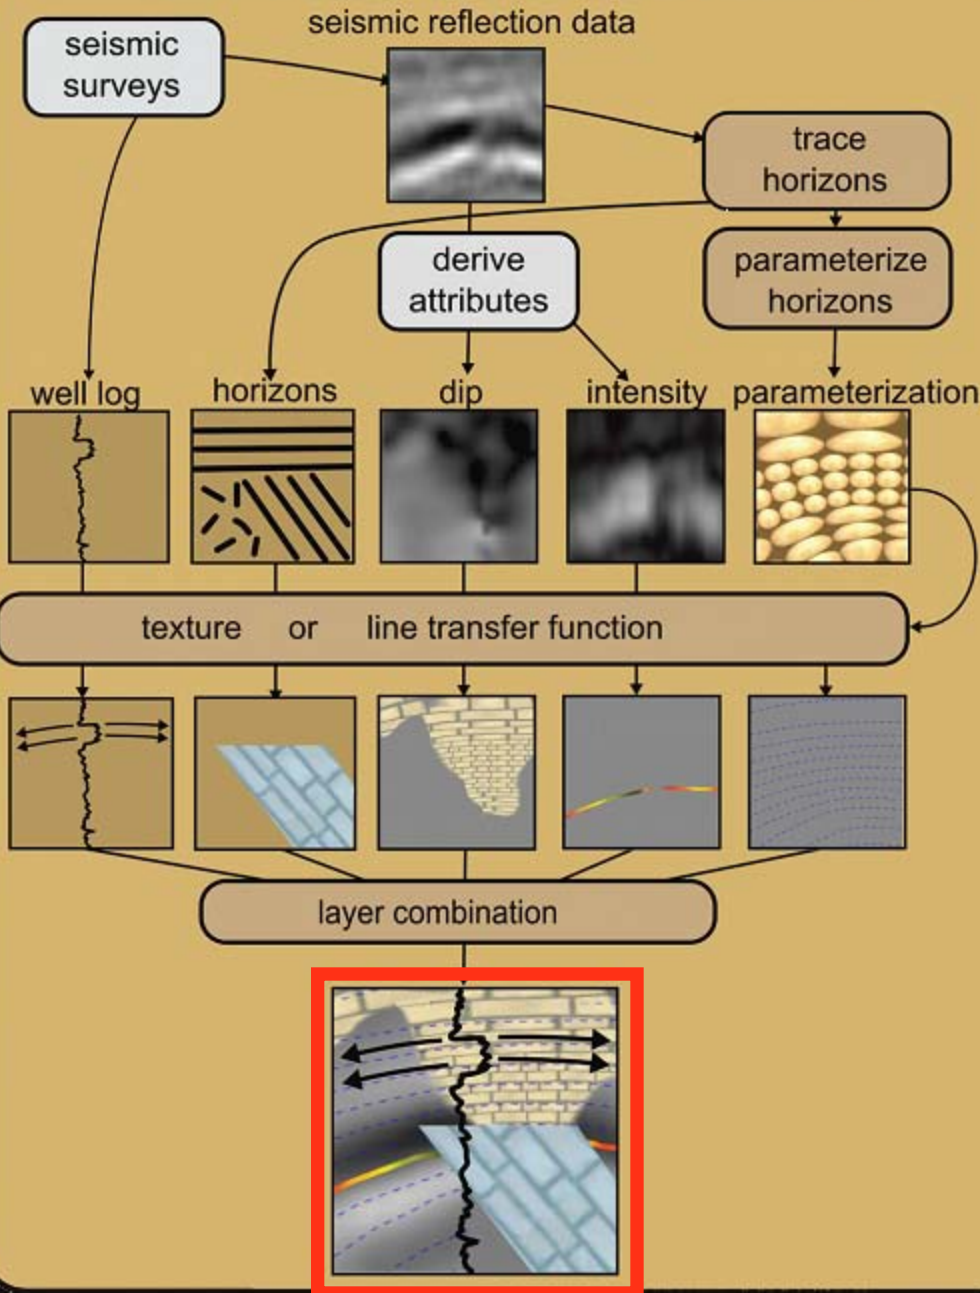 seismic reflection data
seismic
surveys
trace
horizons
derive
attributes
parameterize
horizons
well log
horizons
dip
intensity
parameterization
texture or line transfer function
layer combination